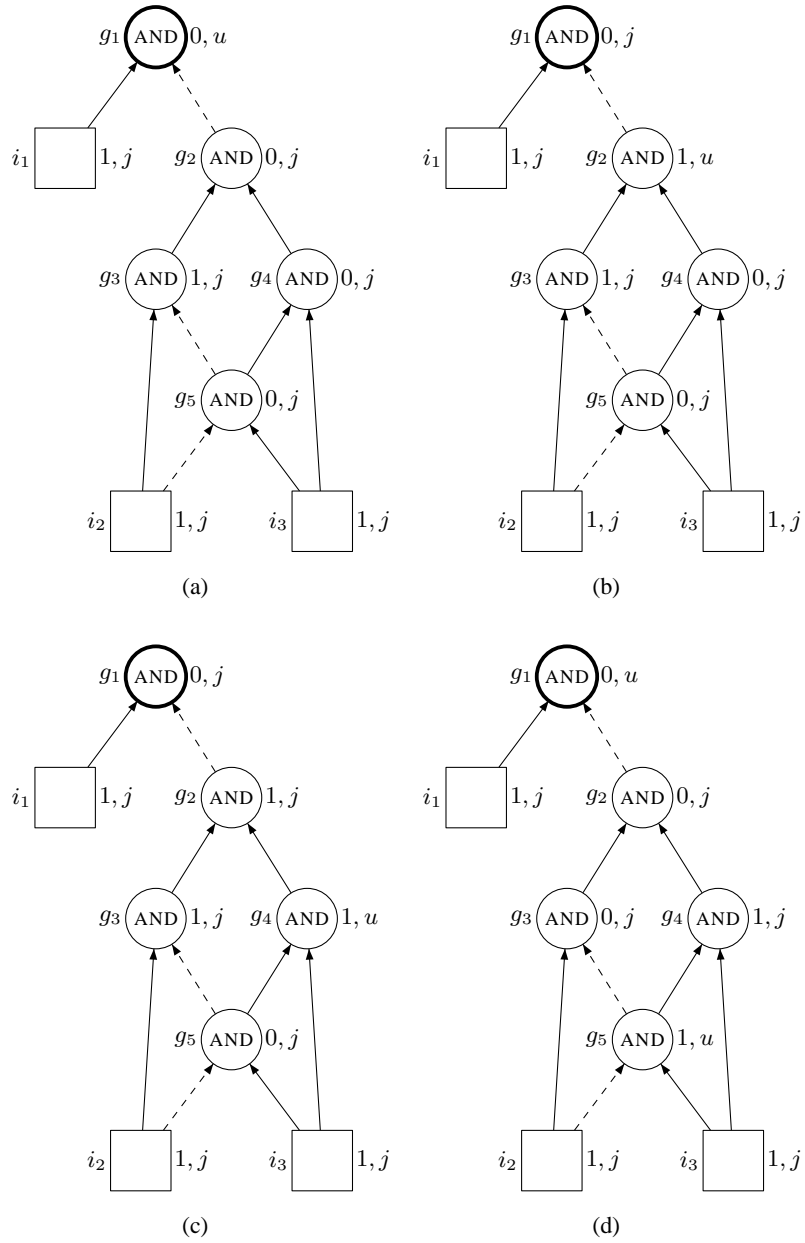 g1 AND 0, u
i1 1, j
g2 AND 0, j
g3 AND 1, j g4 AND 0, j
g5 AND 0, j
i2 1, j i3 1, j
(a)
g1 AND 0, j
i1 1, j
g2 AND 1, u
g3 AND 1, j g4 AND 0, j
g5 AND 0, j
i2 1, j i3 1, j
(b)
g1 AND 0, j
i1 1, j
g2 AND 1, j
g3 AND 1, j g4 AND 1, u
g5 AND 0, j
i2 1, j i3 1, j
(c)
g1 AND 0, u
i1 1, j
g2 AND 0, j
g3 AND 0, j g4 AND 1, j
g5 AND 1, u
i2 1, j i3 1, j
(d)